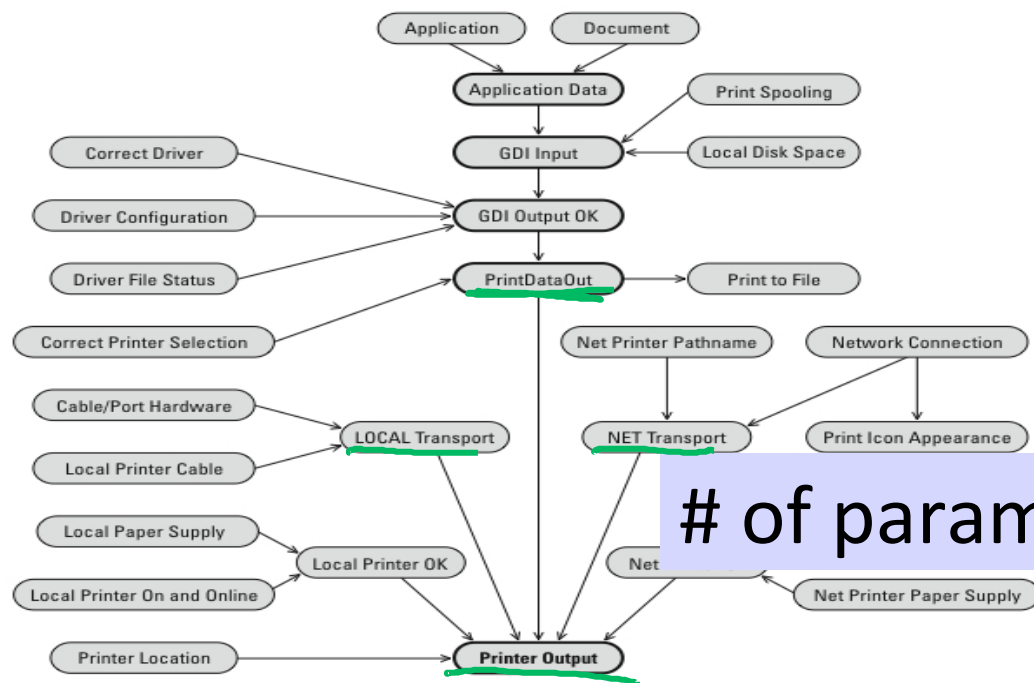 Application
Document
Application Data
Print Spooling
Correct Driver
GDI Input
Local Disk Space
Driver Configuration
GDI Output OK
Driver File Status
PrintDataOut
Print to File
Correct Printer Selection
Net Printer Pathname
Network Connection
Cable/Port Hardware
LOCAL Transport
NET Transport
Print Icon Appearance
Local Printer Cable
# of param
Local Paper Supply
Local Printer OK
Net
Local Printer On and Online
Net Printer Paper Supply
Printer Location
Printer Output